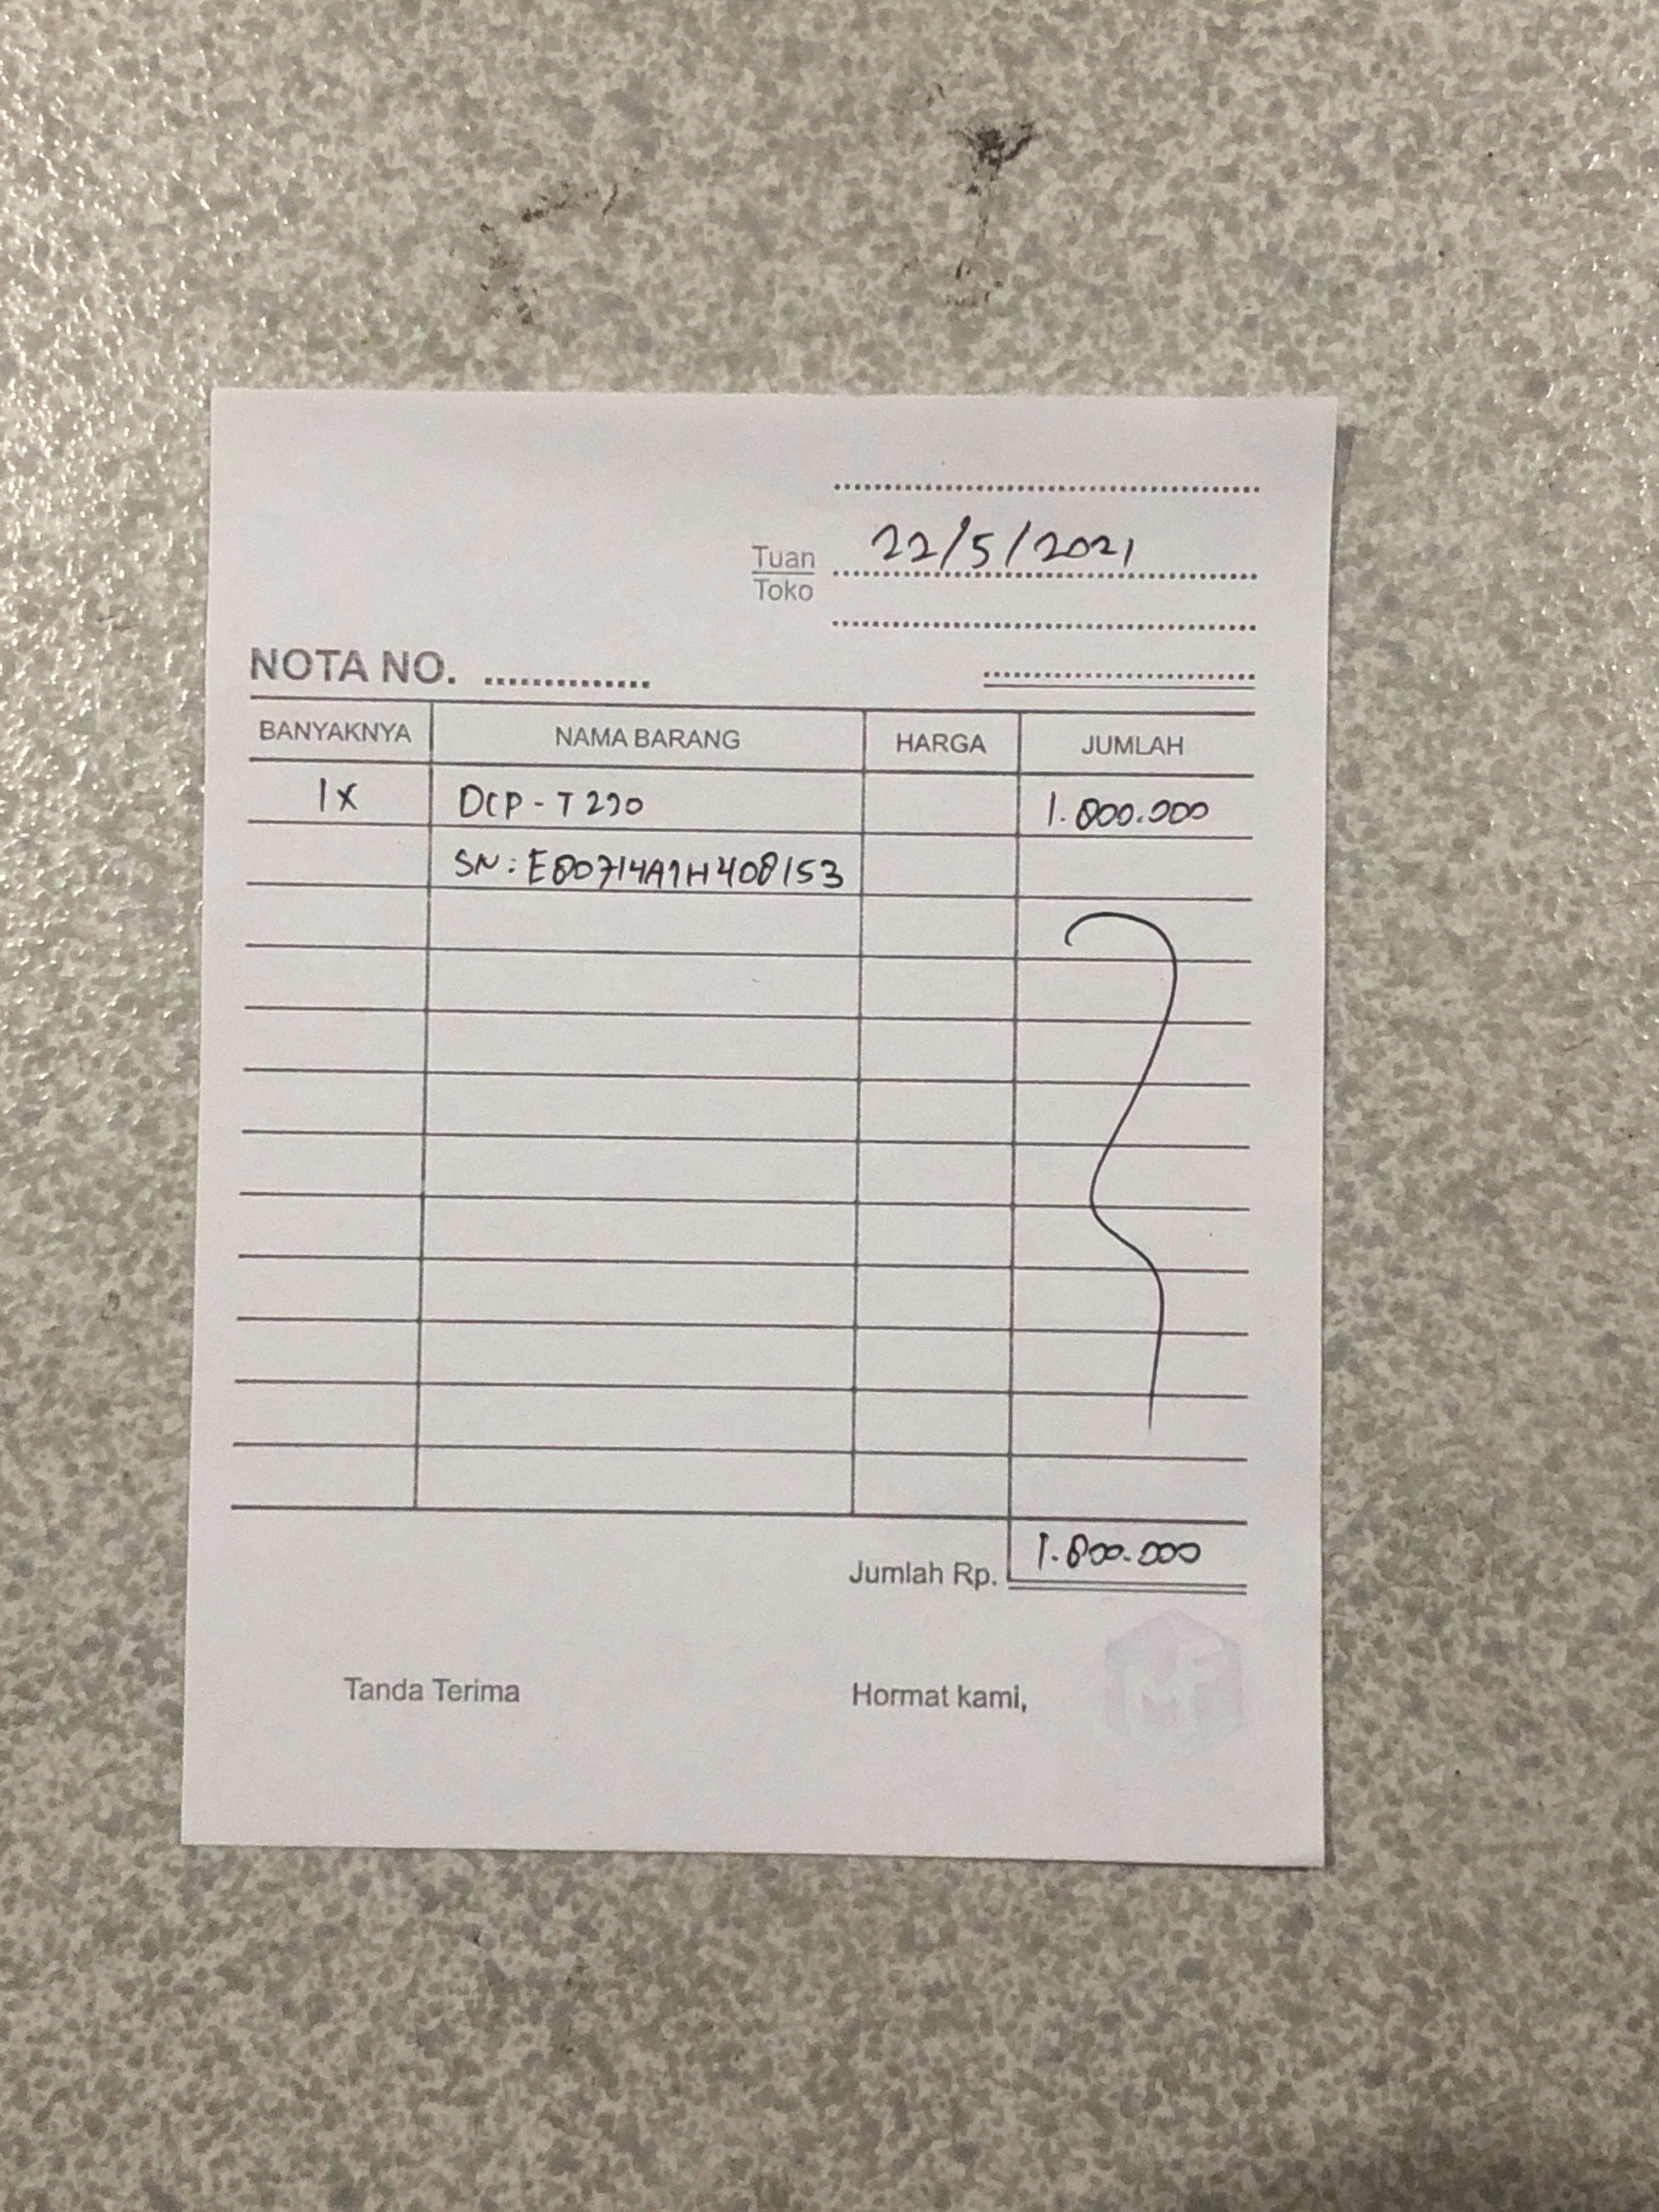 22/5/2021
Tuan
Toko
NOTA NO.
BANYAKNYA NAMA BARANG HARGA JUMLAH
1x DCP-T220 1.800.000
SN: E80714A1H408153
Jumlah Rp. 1.800.000
Tanda Terima Hormat kami,